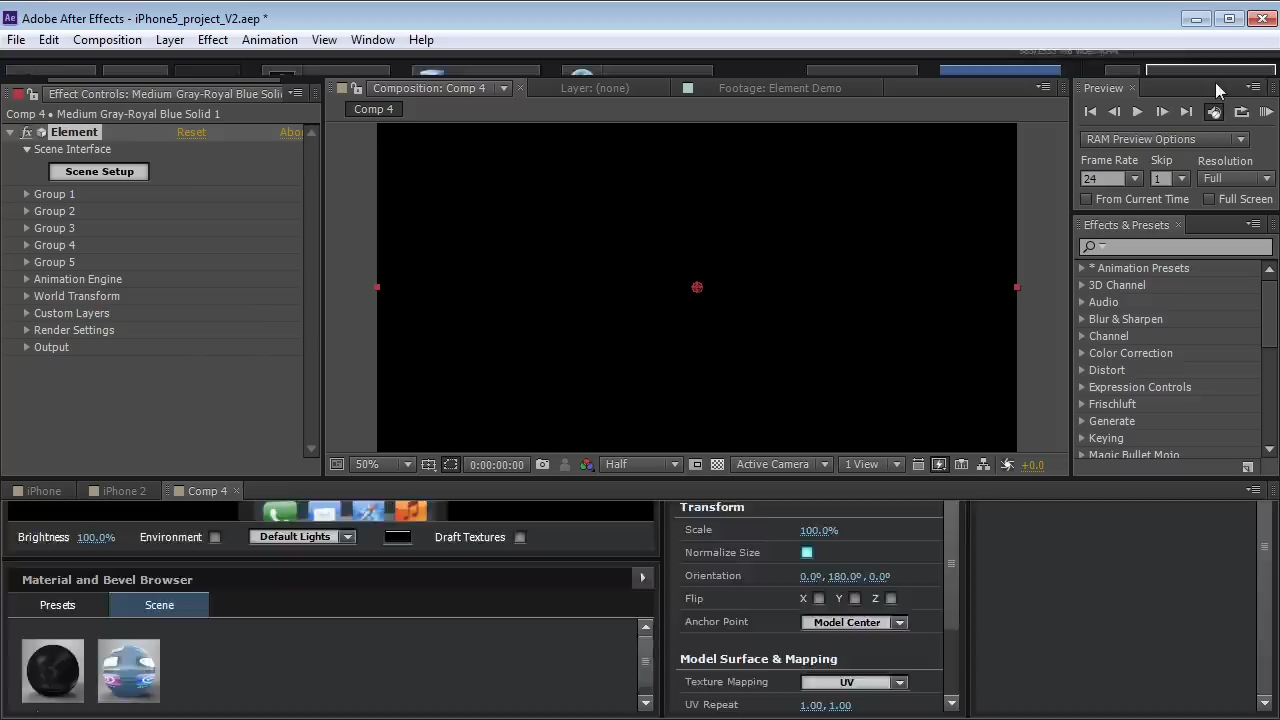 Adobe After Effects - iPhone5_project_V2.aep *
File Edit Composition Layer Effect Animation View Window Help
Effect Controls: Medium Gray-Royal Blue Soli
Comp 4 • Medium Gray-Royal Blue Solid 1
fx Element Reset Abo
Scene Interface
Scene Setup
Group 1
Group 2
Group 3
Group 4
Group 5
Animation Engine
World Transform
Custom Layers
Render Settings
Output
Composition: Comp 4
Layer: (none)
Footage: Element Demo
Comp 4
50%
0:00:00:00
Half
Active Camera
1 View
+0.0
Preview
RAM Preview Options
Frame Rate Skip Resolution
24 1 Full
From Current Time Full Screen
Effects & Presets
* Animation Presets
3D Channel
Audio
Blur & Sharpen
Channel
Color Correction
Distort
Expression Controls
Frischluft
Generate
Keying
Magic Bullet Mojo
iPhone
iPhone 2
Comp 4
Brightness 100.0% Environment Default Lights Draft Textures
Material and Bevel Browser
Presets Scene
Transform
Scale 100.0%
Normalize Size
Orientation 0.0°, 180.0°, 0.0°
Flip X Y Z
Anchor Point Model Center
Model Surface & Mapping
Texture Mapping UV
UV Repeat 1.00, 1.00